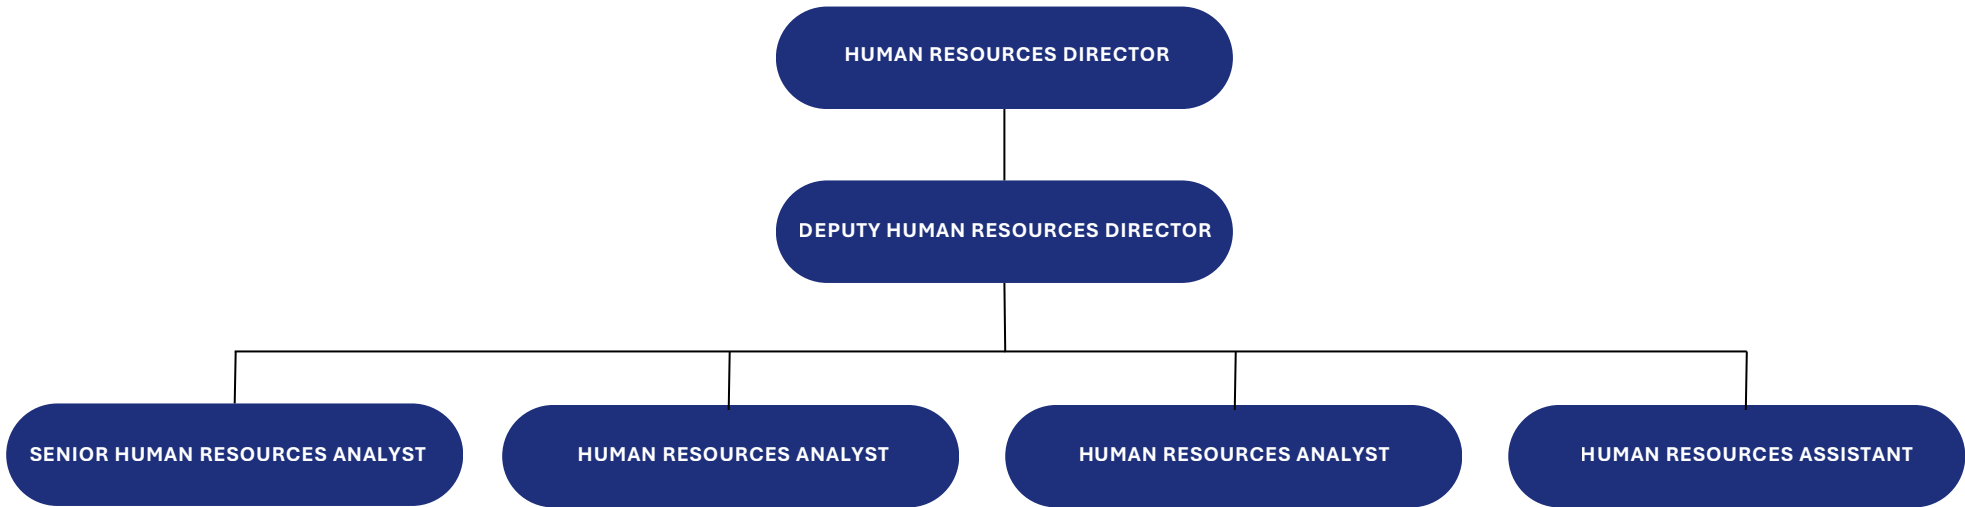 HUMAN RESOURCES DIRECTOR
DEPUTY HUMAN RESOURCES DIRECTOR
SENIOR HUMAN RESOURCES ANALYST
HUMAN RESOURCES ANALYST
HUMAN RESOURCES ANALYST
HUMAN RESOURCES ASSISTANT